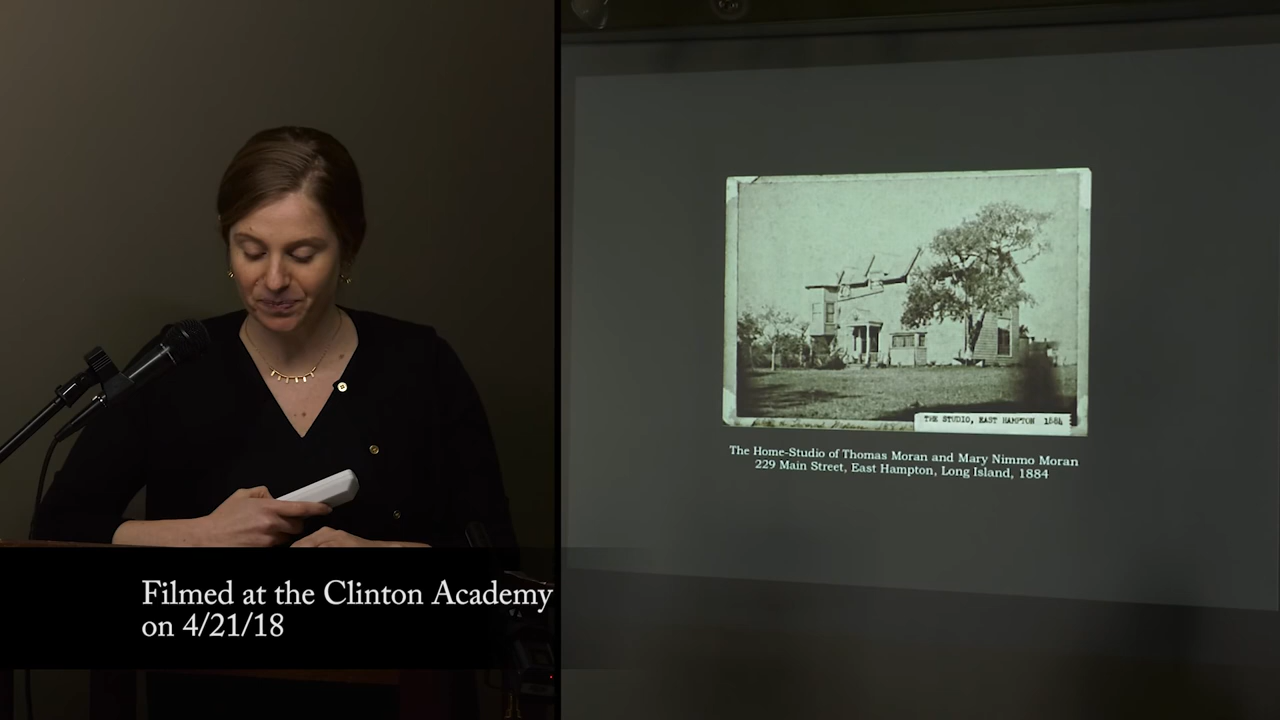 THE STUDIO, EAST HAMPTON 1884
The Home-Studio of Thomas Moran and Mary Nimmo Moran
229 Main Street, East Hampton, Long Island, 1884
Filmed at the Clinton Academy
on 4/21/18